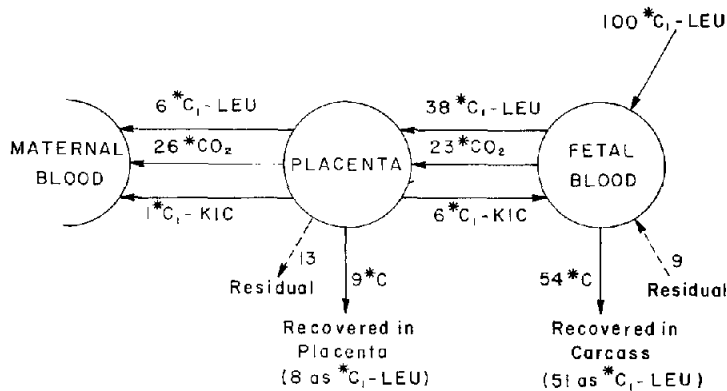 100 *C₁-LEU
6 *C₁-LEU
38 *C₁-LEU
MATERNAL
BLOOD
26 *CO₂
PLACENTA
23 *CO₂
FETAL
BLOOD
1 *C₁-KIC
6 *C₁-KIC
13
Residual
9 *C
54 *C
9
Residual
Recovered in
Placenta
(8 as *C₁-LEU)
Recovered in
Carcass
(51 as *C₁-LEU)